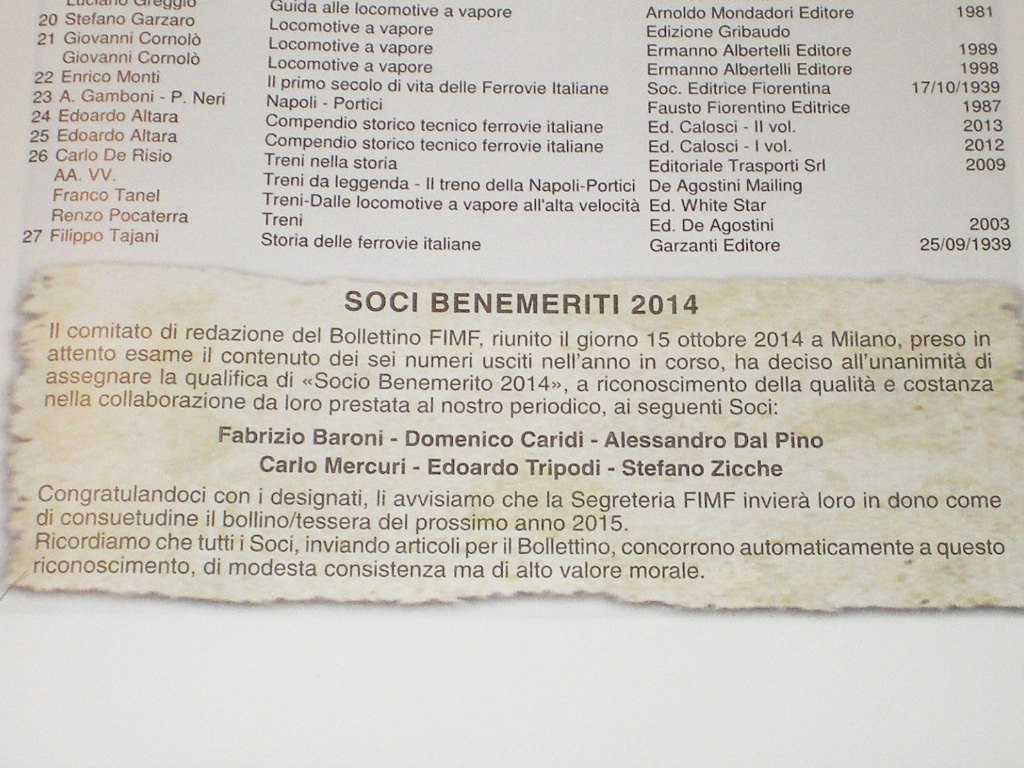 Luciano Greggio Guida alle locomotive a vapore Arnoldo Mondadori Editore 1981
20 Stefano Garzaro Locomotive a vapore Edizione Gribaudo
21 Giovanni Cornolò Locomotive a vapore Ermanno Albertelli Editore 1989
Giovanni Cornolò Locomotive a vapore Ermanno Albertelli Editore 1998
22 Enrico Monti Il primo secolo di vita delle Ferrovie Italiane Soc. Editrice Fiorentina 17/10/1939
23 A. Gamboni - P. Neri Napoli - Portici Fausto Fiorentino Editrice 1987
24 Edoardo Altara Compendio storico tecnico ferrovie italiane Ed. Calosci - II vol. 2013
25 Edoardo Altara Compendio storico tecnico ferrovie italiane Ed. Calosci - I vol. 2012
26 Carlo De Risio Treni nella storia Editoriale Trasporti Srl 2009
AA. VV. Treni da leggenda - Il treno della Napoli-Portici De Agostini Mailing
Franco Tanel Treni-Dalle locomotive a vapore all'alta velocità Ed. White Star
Renzo Pocaterra Treni Ed. De Agostini 2003
27 Filippo Tajani Storia delle ferrovie italiane Garzanti Editore 25/09/1939
SOCI BENEMERITI 2014
Il comitato di redazione del Bollettino FIMF, riunito il giorno 15 ottobre 2014 a Milano, preso in
attento esame il contenuto dei sei numeri usciti nell'anno in corso, ha deciso all'unanimità di
assegnare la qualifica di «Socio Benemerito 2014», a riconoscimento della qualità e costanza
nella collaborazione da loro prestata al nostro periodico, ai seguenti Soci:
Fabrizio Baroni - Domenico Caridi - Alessandro Dal Pino
Carlo Mercuri - Edoardo Tripodi - Stefano Zicche
Congratulandoci con i designati, li avvisiamo che la Segreteria FIMF invierà loro in dono come
di consuetudine il bollino/tessera del prossimo anno 2015.
Ricordiamo che tutti i Soci, inviando articoli per il Bollettino, concorrono automaticamente a questo
riconoscimento, di modesta consistenza ma di alto valore morale.